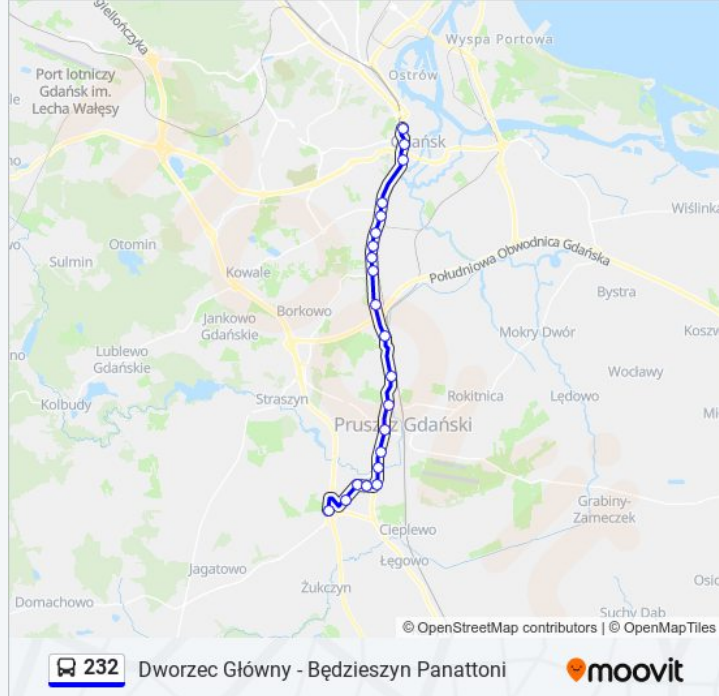 Wyspa Portowa
Ostrów
Port lotniczy
Gdańsk im.
Lecha Wałęsy
Gdańsk
Wiślinka
Otomin
Sulmin
Kowale
Południowa Obwodnica Gdańska
Bystra
Borkowo
Jankowo
Gdańskie
Mokry Dwór
Lublewo
Gdańskie
Wocławy
Kolbudy
Straszyn
Rokitnica
Lędowo
Pruszcz Gdański
Grabiny-
Zameczek
Cieplewo
Łęgowo
Jagatowo
Żukczyn
Domachowo
Suchy Dąb
© OpenStreetMap contributors | © OpenMapTiles
232 Dworzec Główny - Będzieszyn Panattoni
moovit